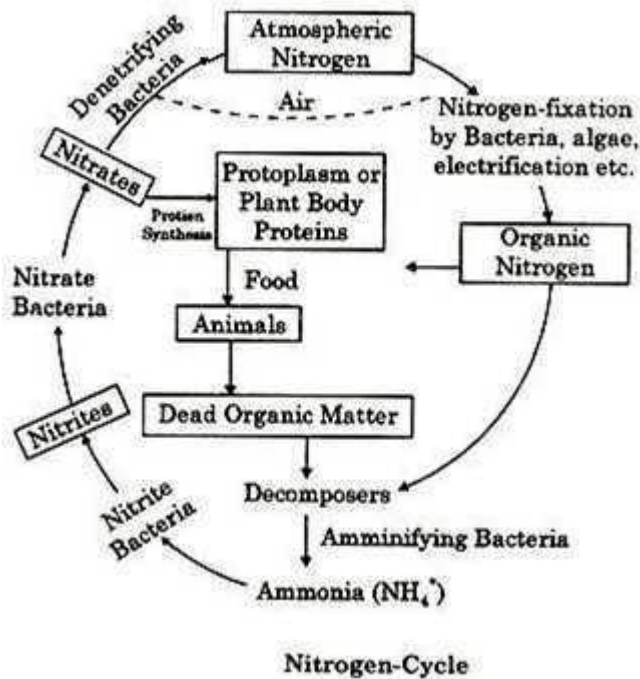 Atmospheric
Nitrogen
Denetrifying
Bacteria
Air
Nitrogen-fixation
by Bacteria, algae,
electrification etc.
Nitrates
Protien
Synthesis
Protoplasm or
Plant Body
Proteins
Organic
Nitrogen
Food
Nitrate
Bacteria
Animals
Nitrites
Dead Organic Matter
Decomposers
Nitrite
Bacteria
Amminifying Bacteria
Ammonia (NH₄⁺)
Nitrogen-Cycle